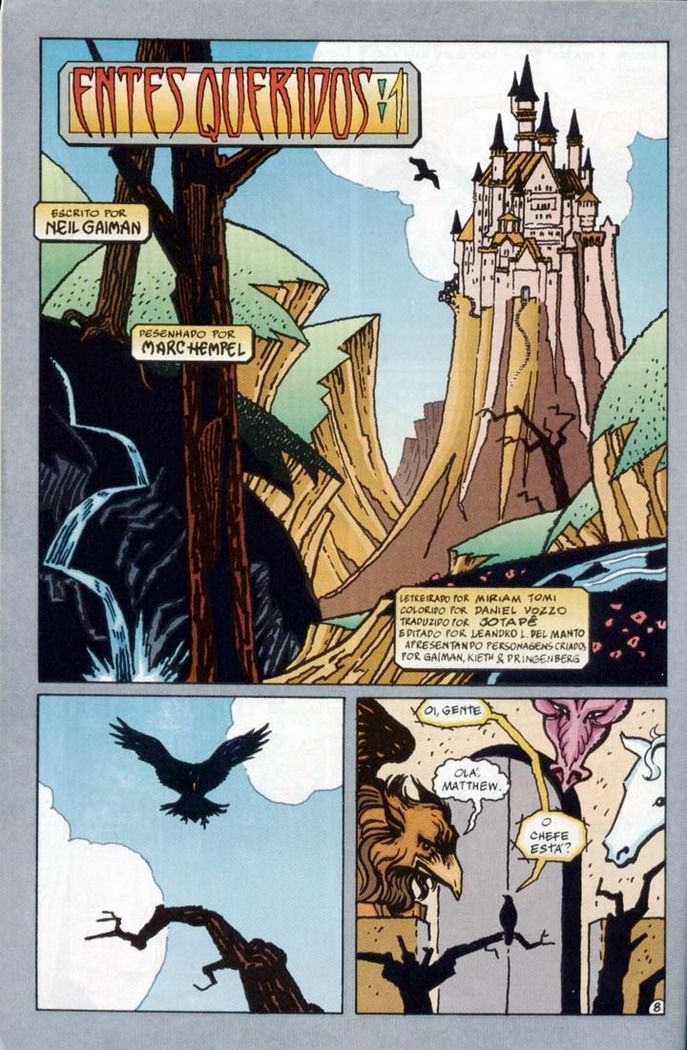 ENTES QUERIDOS:1
ESCRITO POR
NEIL GAIMAN
DESENHADO POR
MARC HEMPEL
LETREIRADO POR MIRIAM TOMI
COLORIDO POR DANIEL VOZZO
TRADUZIDO POR JOTAPÊ
EDITADO POR LEANDRO L. DEL MANTO
APRESENTANDO PERSONAGENS CRIADOS
POR GAIMAN, KIETH & DRINGENBERG
OI, GENTE.
OLÁ,
MATTHEW.
O
CHEFE
ESTÁ?
8